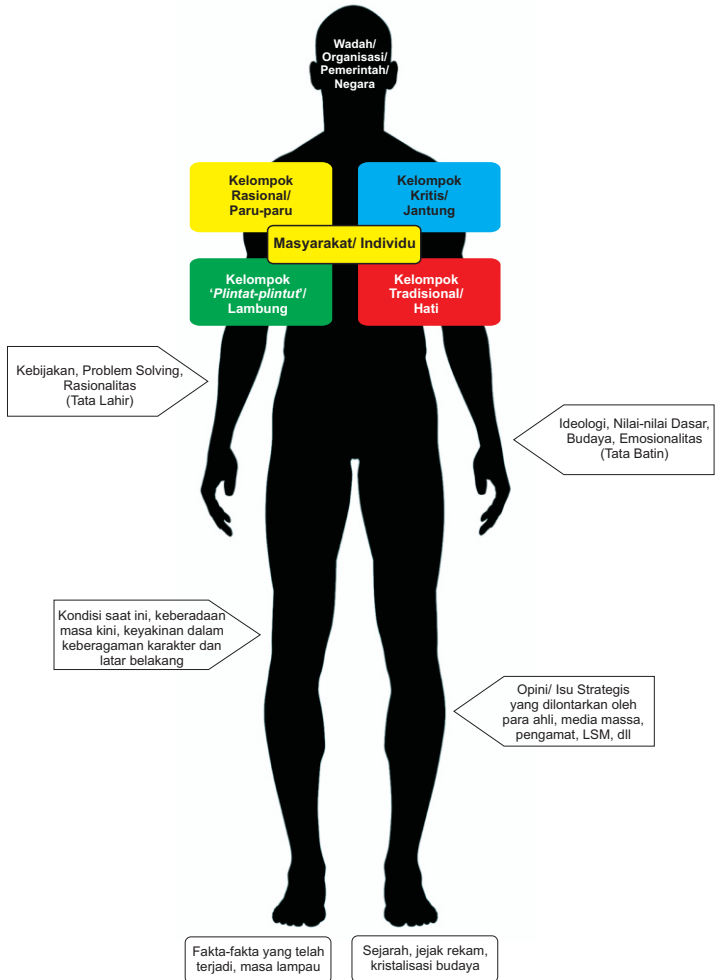 Wadah/
Organisasi/
Pemerintah/
Negara
Kelompok
Rasional/
Paru-paru
Kelompok
Kritis/
Jantung
Masyarakat/ Individu
Kelompok
‘Plintat-plintut’/
Lambung
Kelompok
Tradisional/
Hati
Kebijakan, Problem Solving,
Rasionalitas
(Tata Lahir)
Ideologi, Nilai-nilai Dasar,
Budaya, Emosionalitas
(Tata Batin)
Kondisi saat ini, keberadaan
masa kini, keyakinan dalam
keberagaman karakter dan
latar belakang
Opini/ Isu Strategis
yang dilontarkan oleh
para ahli, media massa,
pengamat, LSM, dll
Fakta-fakta yang telah
terjadi, masa lampau
Sejarah, jejak rekam,
kristalisasi budaya